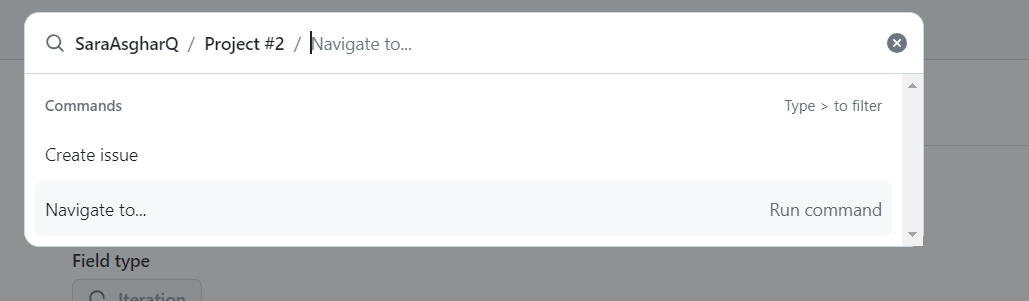 SaraAsgharQ / Project #2 / Navigate to...
Commands Type > to filter
Create issue
Navigate to... Run command
Field type
Iteration